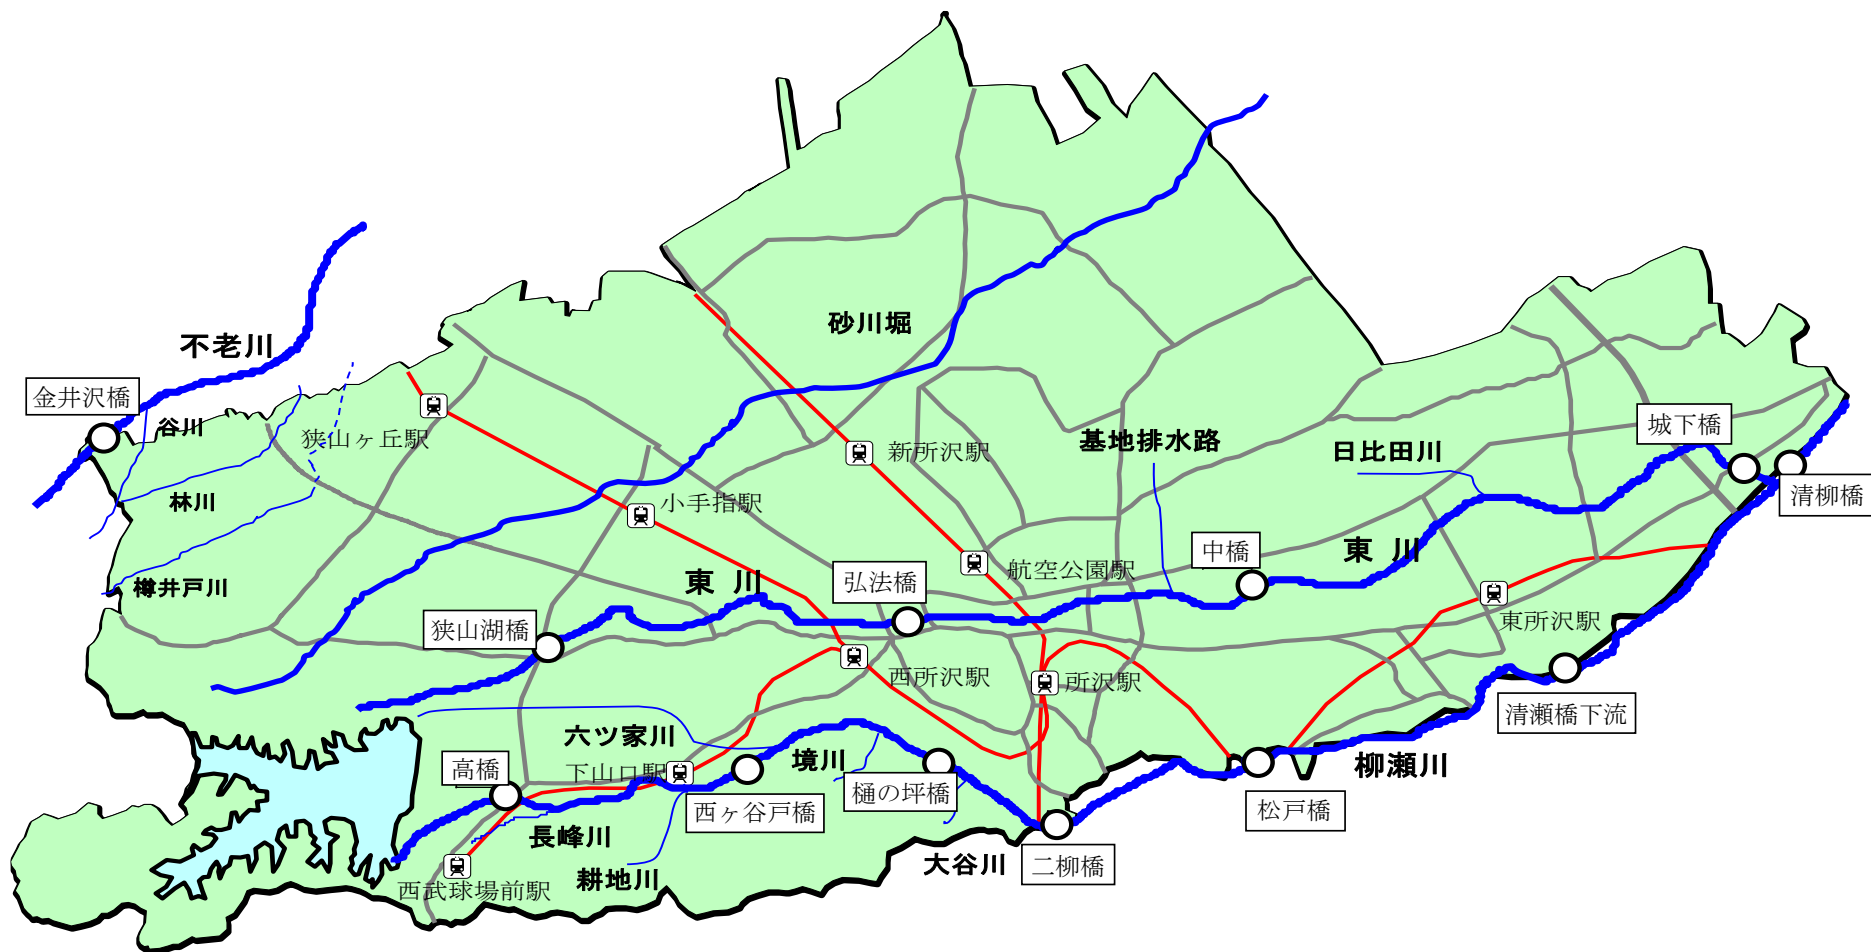 砂川堀
不老川
金井沢橋
谷川
狭山ヶ丘駅
新所沢駅
基地排水路
日比田川
城下橋
清柳橋
林川
小手指駅
樽井戸川
東 川
弘法橋
航空公園駅
中橋
東 川
狭山湖橋
西所沢駅
所沢駅
東所沢駅
清瀬橋下流
六ツ家川
高橋
下山口駅
境川
樋の坪橋
柳瀬川
西ヶ谷戸橋
松戸橋
長峰川
耕地川
大谷川
二柳橋
西武球場前駅